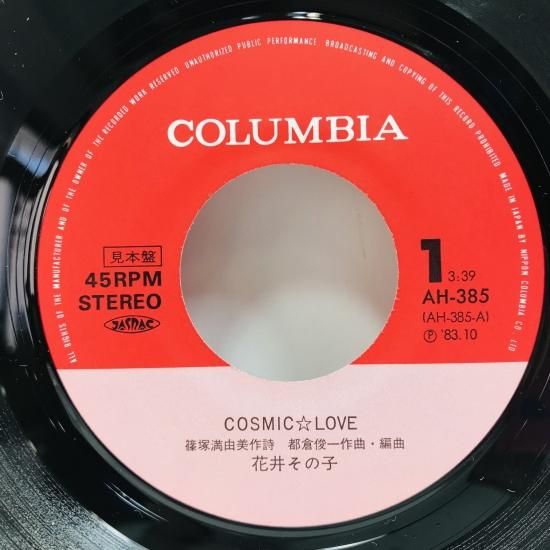 ALL RIGHTS OF THE MANUFACTURER AND OF THE OWNER OF THE RECORDED WORK RESERVED UNAUTHORIZED PUBLIC PERFORMANCE BROADCASTING AND COPYING OF THIS RECORD PROHIBITED MADE IN JAPAN BY NIPPON COLUMBIA CO., LTD
COLUMBIA
見本盤
45RPM
STEREO
JASRAC
1 3:39
AH-385
(AH-385-A)
Ⓟ '83.10
COSMIC☆LOVE
篠塚満由美作詩 都倉俊一作曲・編曲
花井その子